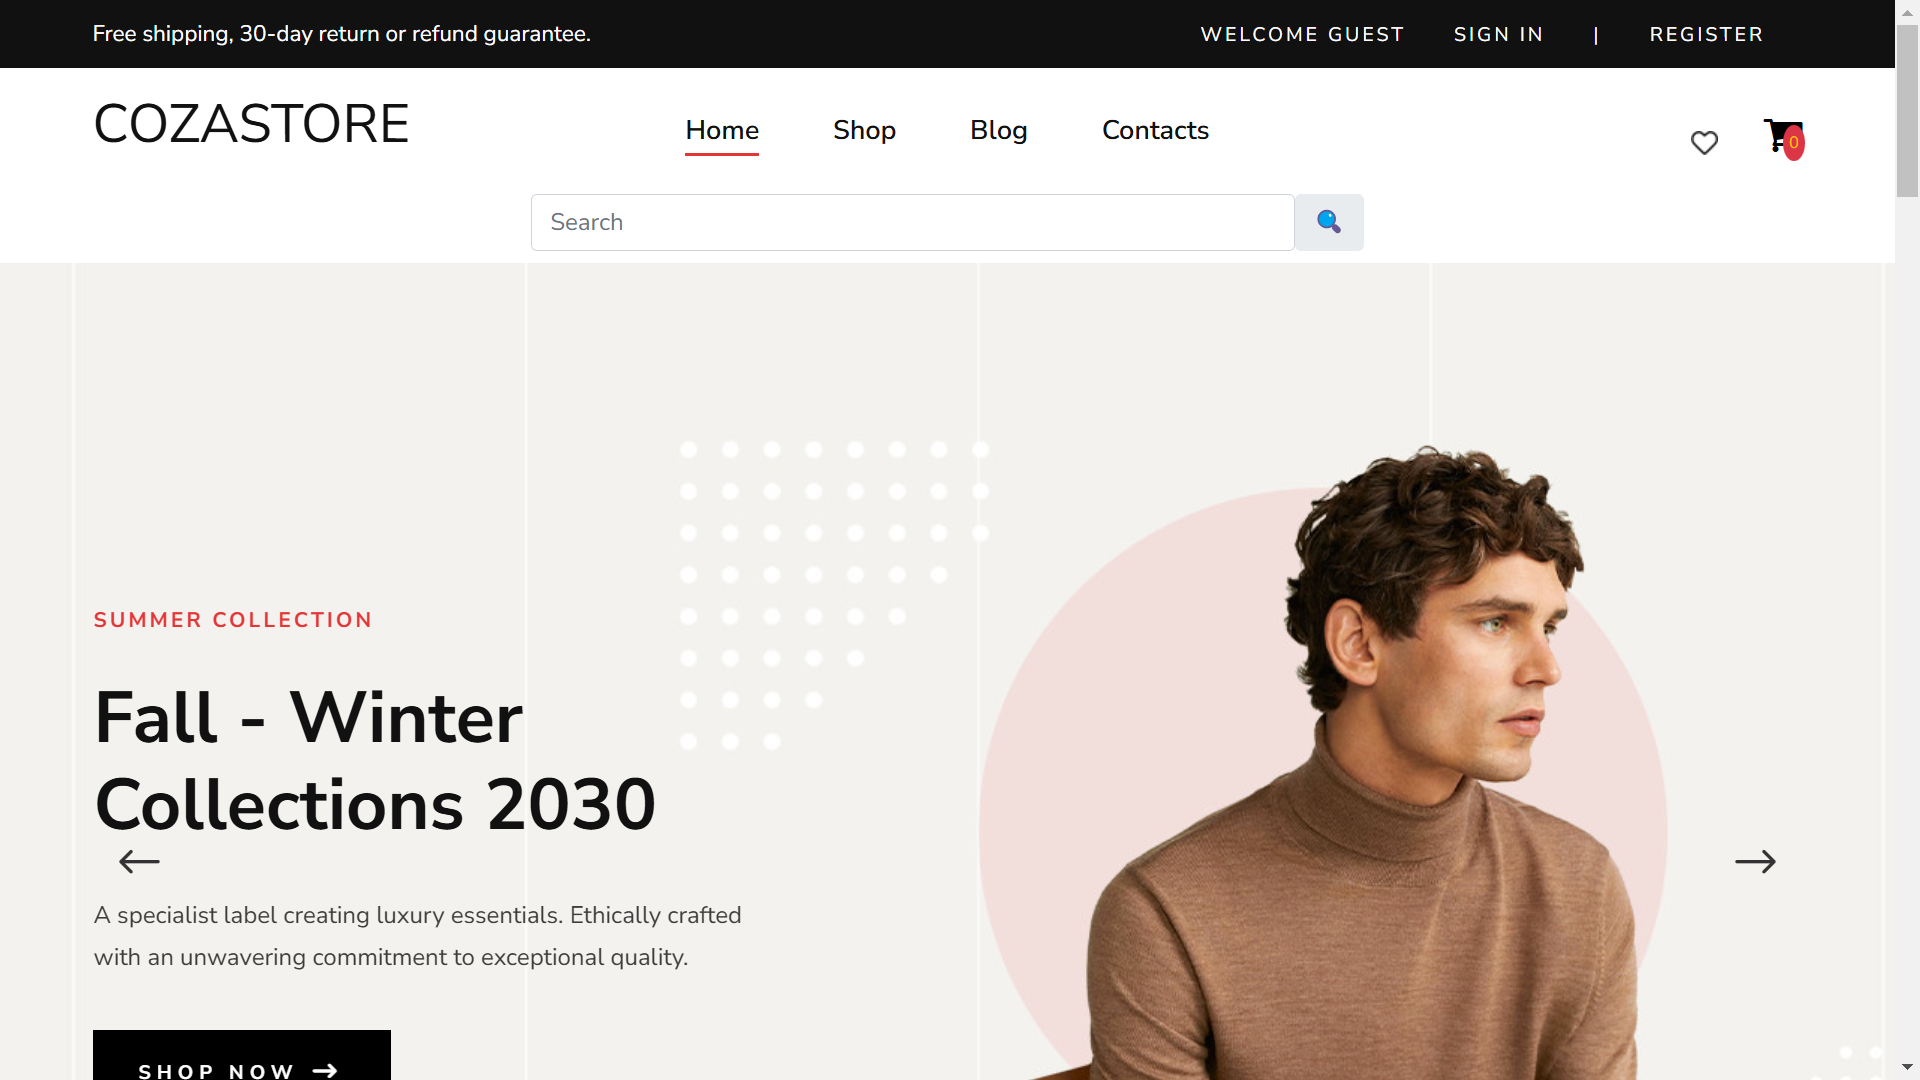 Free shipping, 30-day return or refund guarantee.
WELCOME GUEST SIGN IN | REGISTER
COZASTORE
Home Shop Blog Contacts
0
Search
SUMMER COLLECTION
Fall - Winter
Collections 2030
A specialist label creating luxury essentials. Ethically crafted
with an unwavering commitment to exceptional quality.
SHOP NOW